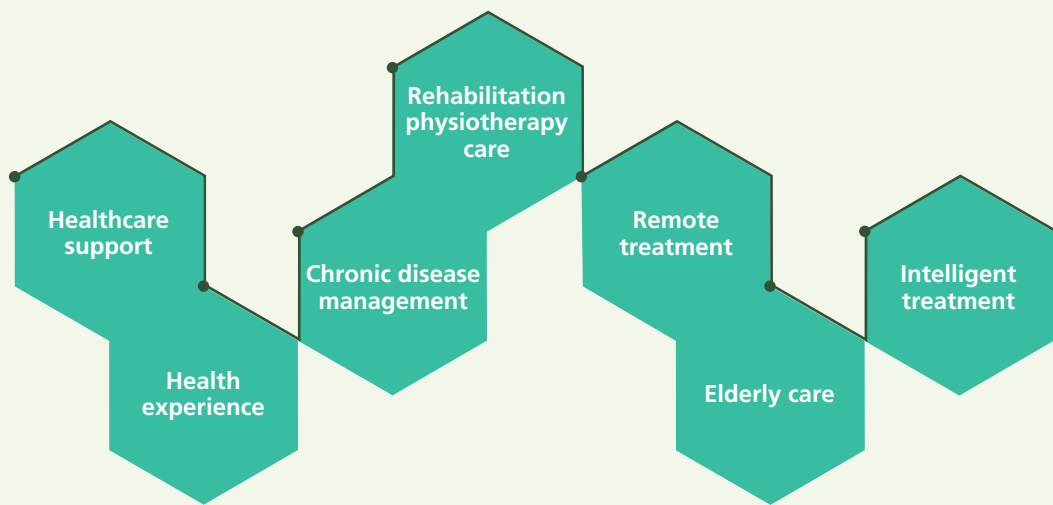 Healthcare
support
Health
experience
Chronic disease
management
Rehabilitation
physiotherapy
care
Remote
treatment
Elderly care
Intelligent
treatment